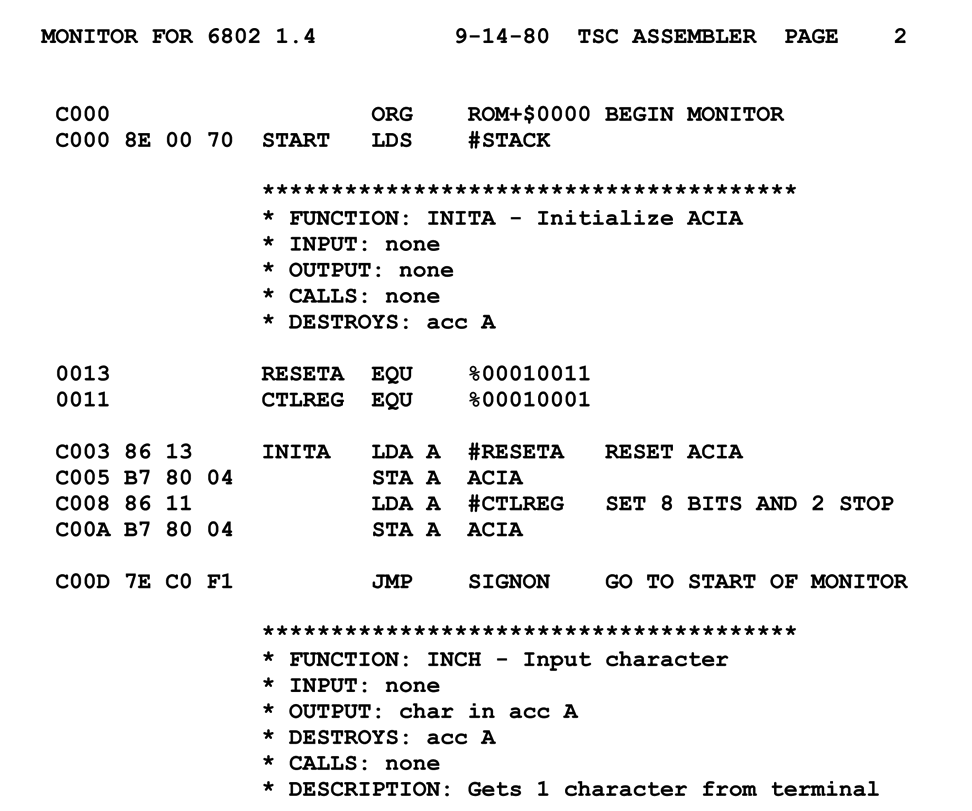 MONITOR FOR 6802 1.4 9-14-80 TSC ASSEMBLER PAGE 2
C000 ORG ROM+$0000 BEGIN MONITOR
C000 8E 00 70 START LDS #STACK
***************************************
* FUNCTION: INITA - Initialize ACIA
* INPUT: none
* OUTPUT: none
* CALLS: none
* DESTROYS: acc A
0013 RESETA EQU %00010011
0011 CTLREG EQU %00010001
C003 86 13 INITA LDA A #RESETA RESET ACIA
C005 B7 80 04 STA A ACIA
C008 86 11 LDA A #CTLREG SET 8 BITS AND 2 STOP
C00A B7 80 04 STA A ACIA
C00D 7E C0 F1 JMP SIGNON GO TO START OF MONITOR
***************************************
* FUNCTION: INCH - Input character
* INPUT: none
* OUTPUT: char in acc A
* DESTROYS: acc A
* CALLS: none
* DESCRIPTION: Gets 1 character from terminal